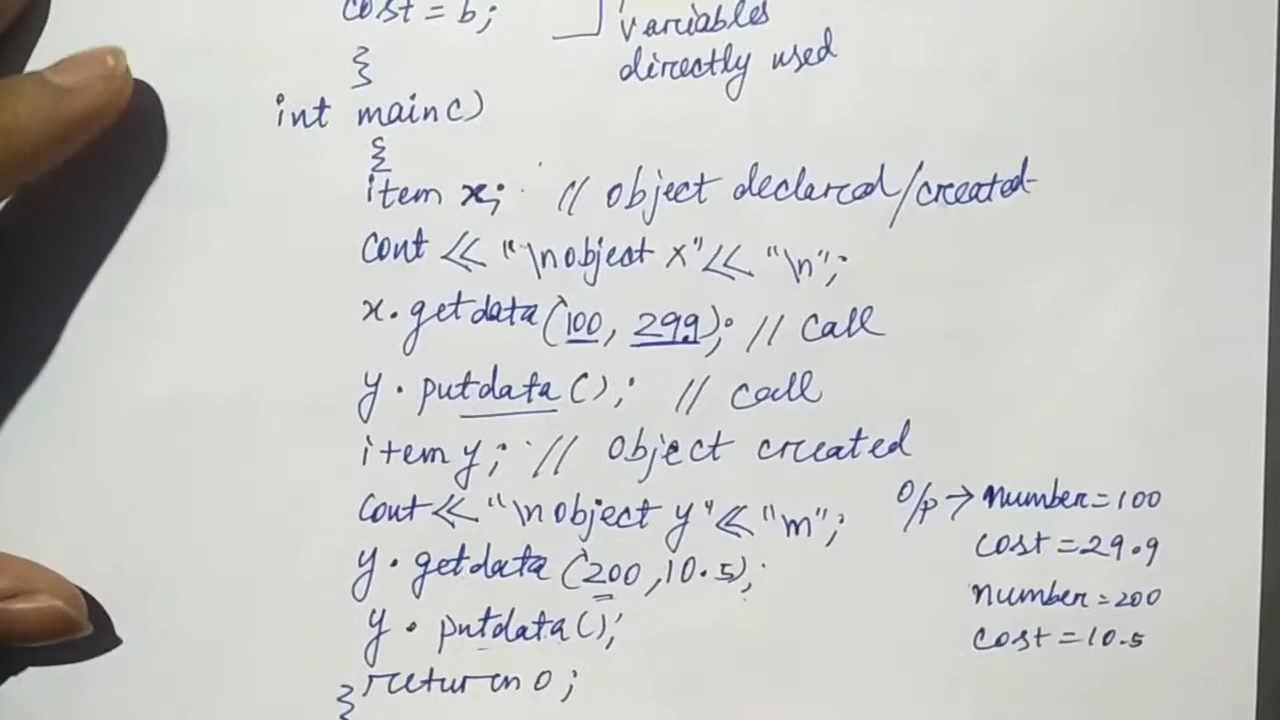 cost = b;
variables
directly used
}
int main()
{
item x; // object declared/created
cout << "\nobject x"<< "\n";
x.getdata(100, 299); // call
y. putdata (); // call
item y; // object created
cout<< "\n object y"<< "\n";
y. getdata (200,10.5);
y. putdata();
return 0;
}
O/p → number=100
cost =29.9
number=200
cost =10.5